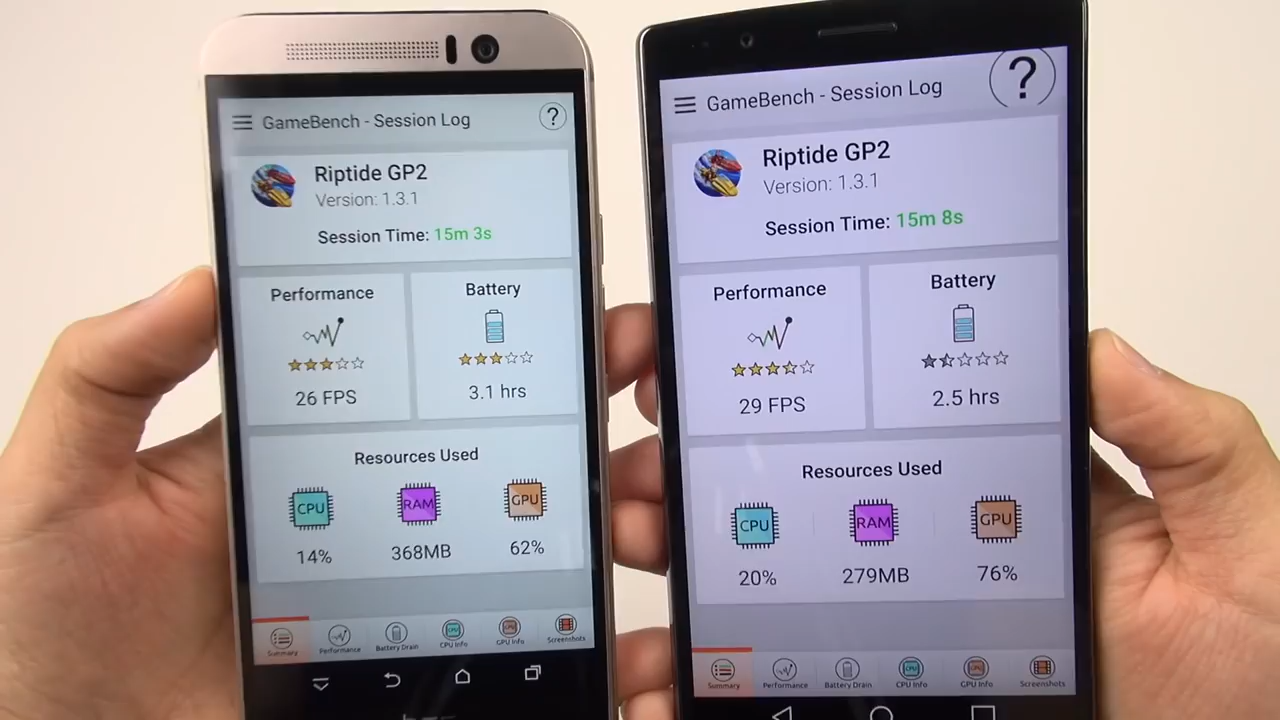 GameBench - Session Log
?
Riptide GP2
Version: 1.3.1
Session Time: 15m 3s
Performance
Battery
26 FPS
3.1 hrs
Resources Used
CPU
RAM
GPU
14%
368MB
62%
Summary
Performance
Battery Drain
CPU Info
GPU Info
Screenshots
GameBench - Session Log
?
Riptide GP2
Version: 1.3.1
Session Time: 15m 8s
Performance
Battery
29 FPS
2.5 hrs
Resources Used
CPU
RAM
GPU
20%
279MB
76%
Summary
Performance
Battery Drain
CPU Info
GPU Info
Screenshots